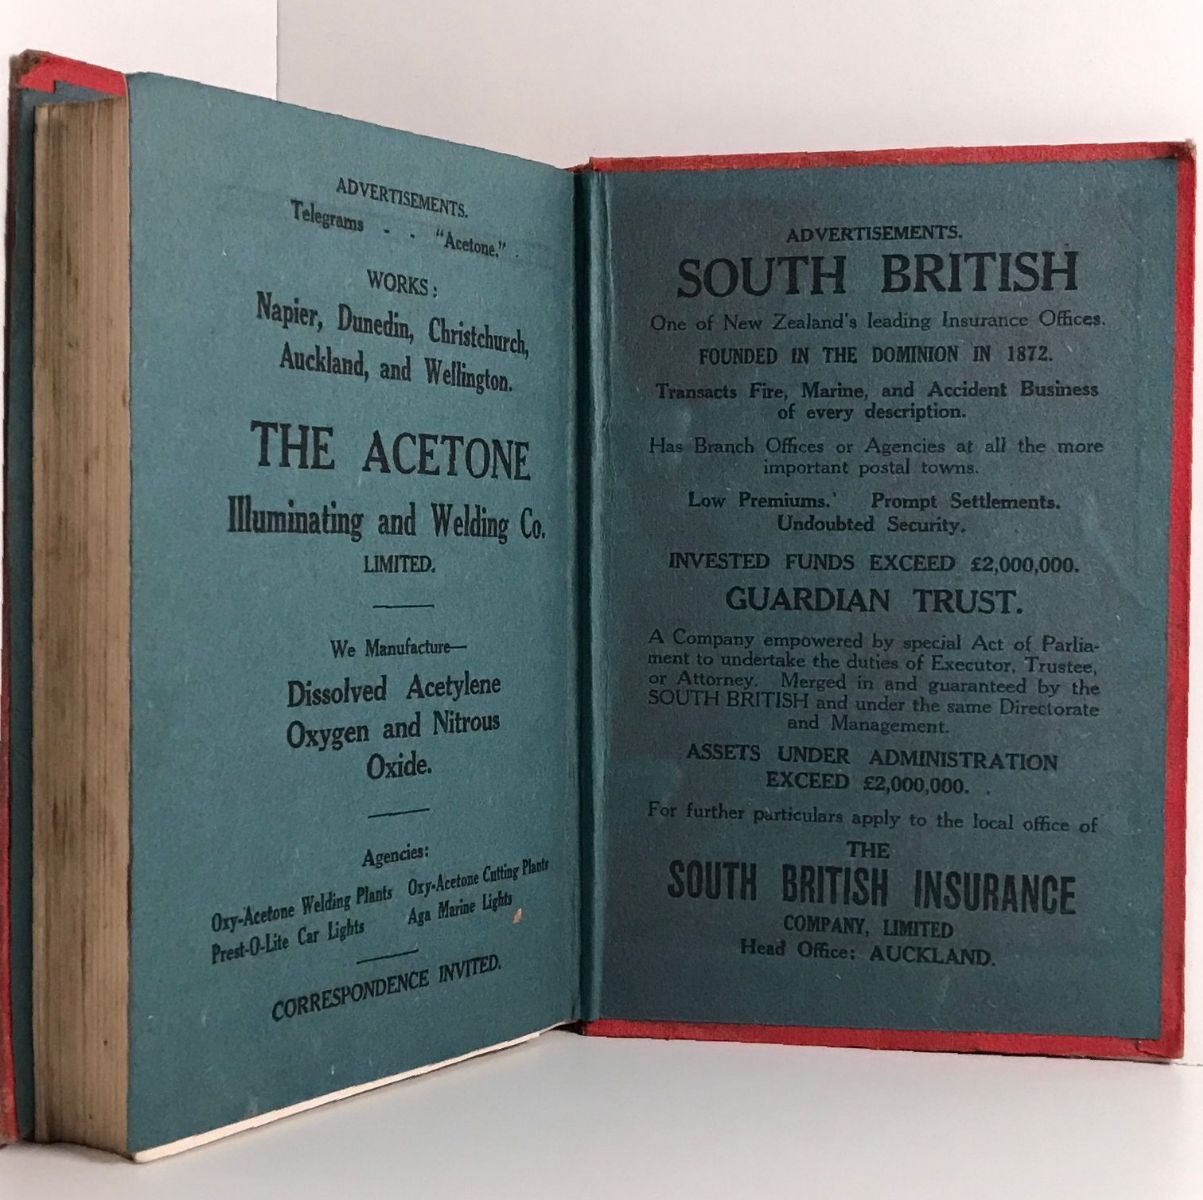 ADVERTISEMENTS.
Telegrams - - "Acetone."
WORKS:
Napier, Dunedin, Christchurch,
Auckland, and Wellington.
THE ACETONE
Illuminating and Welding Co.
LIMITED.
We Manufacture—
Dissolved Acetylene
Oxygen and Nitrous
Oxide.
Agencies:
Oxy-Acetone Welding Plants Oxy-Acetone Cutting Plants
Prest-O-Lite Car Lights Aga Marine Lights
CORRESPONDENCE INVITED.
ADVERTISEMENTS.
SOUTH BRITISH
One of New Zealand's leading Insurance Offices.
FOUNDED IN THE DOMINION IN 1872.
Transacts Fire, Marine, and Accident Business
of every description.
Has Branch Offices or Agencies at all the more
important postal towns.
Low Premiums. Prompt Settlements.
Undoubted Security.
INVESTED FUNDS EXCEED £2,000,000.
GUARDIAN TRUST.
A Company empowered by special Act of Parlia-
ment to undertake the duties of Executor, Trustee,
or Attorney. Merged in and guaranteed by the
SOUTH BRITISH and under the same Directorate
and Management.
ASSETS UNDER ADMINISTRATION
EXCEED £2,000,000.
For further particulars apply to the local office of
THE
SOUTH BRITISH INSURANCE
COMPANY, LIMITED
Head Office: AUCKLAND.